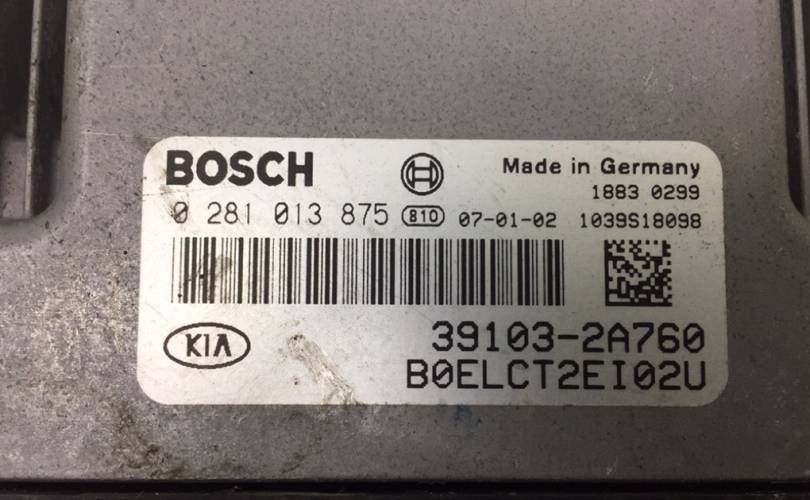 BOSCH
Made in Germany
1883 0299
0 281 013 875 810 07-01-02 1039S18098
KIA
39103-2A760
B0ELCT2EI02U